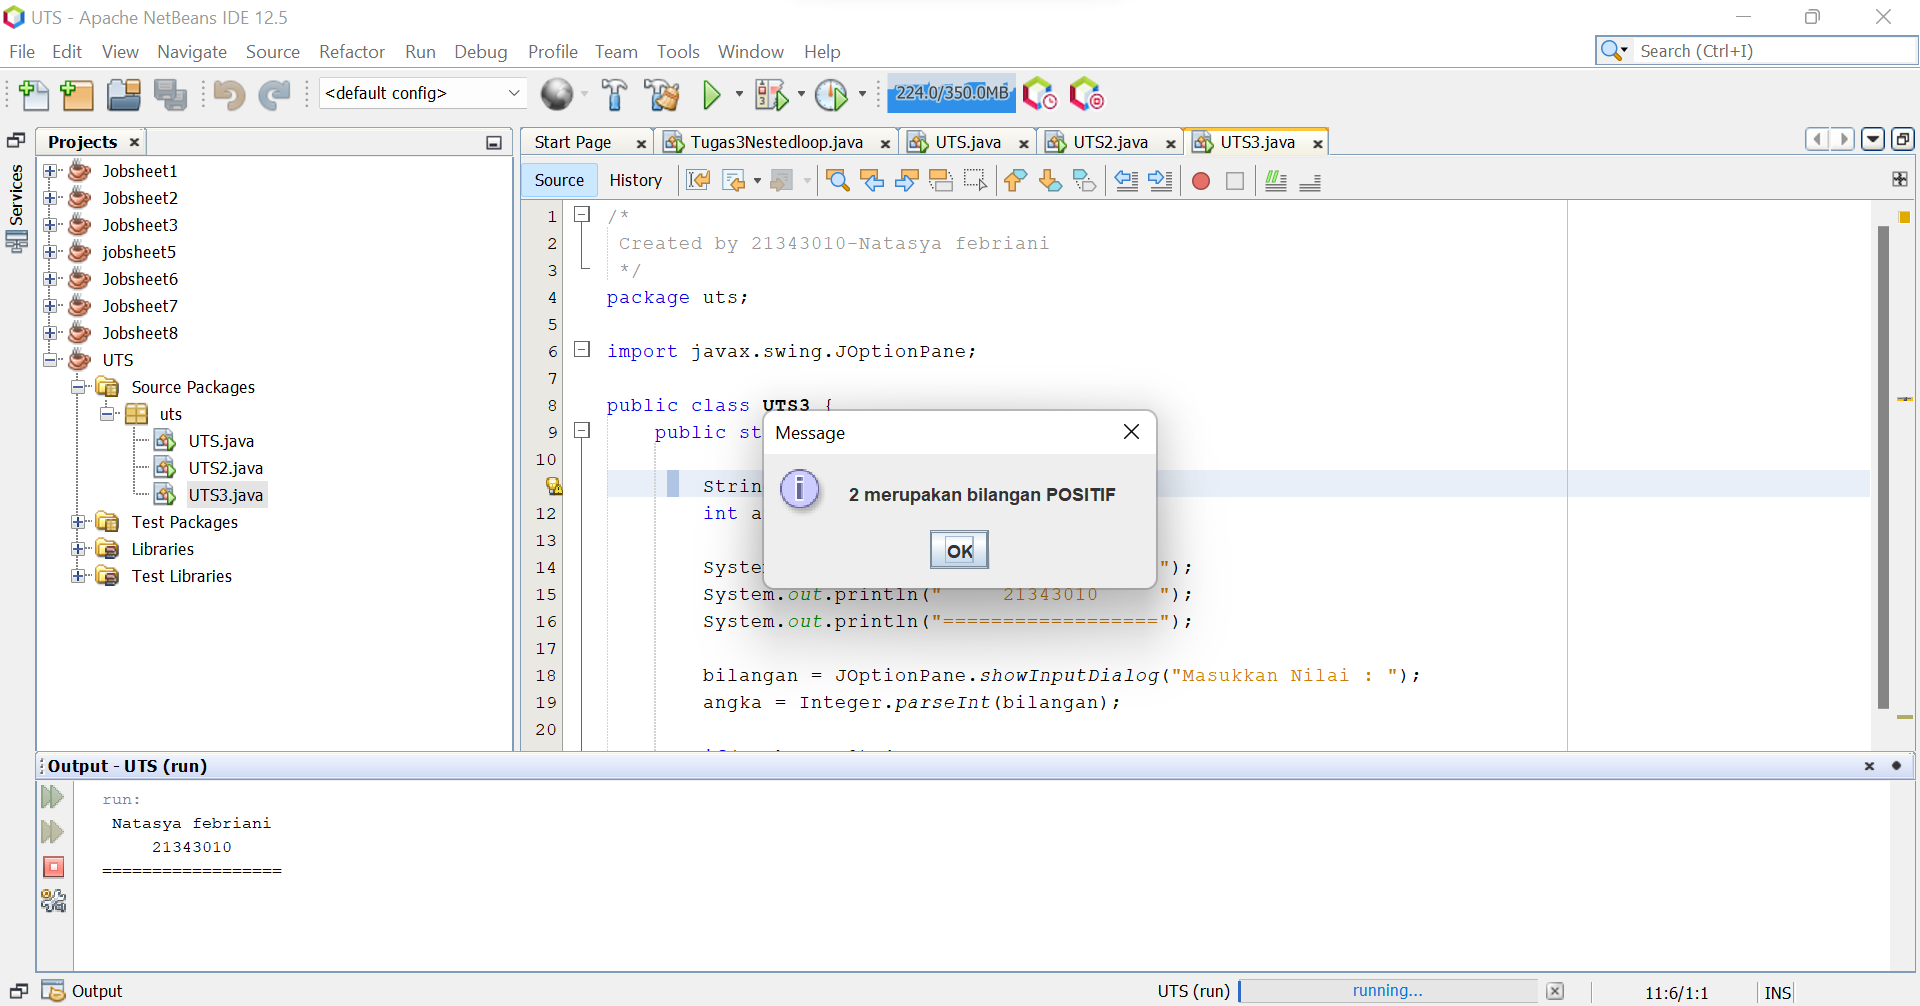 UTS - Apache NetBeans IDE 12.5
File Edit View Navigate Source Refactor Run Debug Profile Team Tools Window Help
Search (Ctrl+I)
<default config>
224.0/350.0MB
Projects
Start Page Tugas3Nestedloop.java UTS.java UTS2.java UTS3.java
Services
Source History
Jobsheet1
Jobsheet2
Jobsheet3
jobsheet5
Jobsheet6
Jobsheet7
Jobsheet8
UTS
Source Packages
uts
UTS.java
UTS2.java
UTS3.java
Test Packages
Libraries
Test Libraries
1 /*
2 Created by 21343010-Natasya febriani
3 */
4 package uts;
5
6 import javax.swing.JOptionPane;
7
8 public class UTS3 {
9 public st
10
Strin
12 int a
13
14 Syste ");
15 System.out.println(" 21343010 ");
16 System.out.println("==================");
17
18 bilangan = JOptionPane.showInputDialog("Masukkan Nilai : ");
19 angka = Integer.parseInt(bilangan);
20
Message
2 merupakan bilangan POSITIF
OK
Output - UTS (run)
run:
Natasya febriani
21343010
==================
Output
UTS (run) running... 11:6/1:1 INS